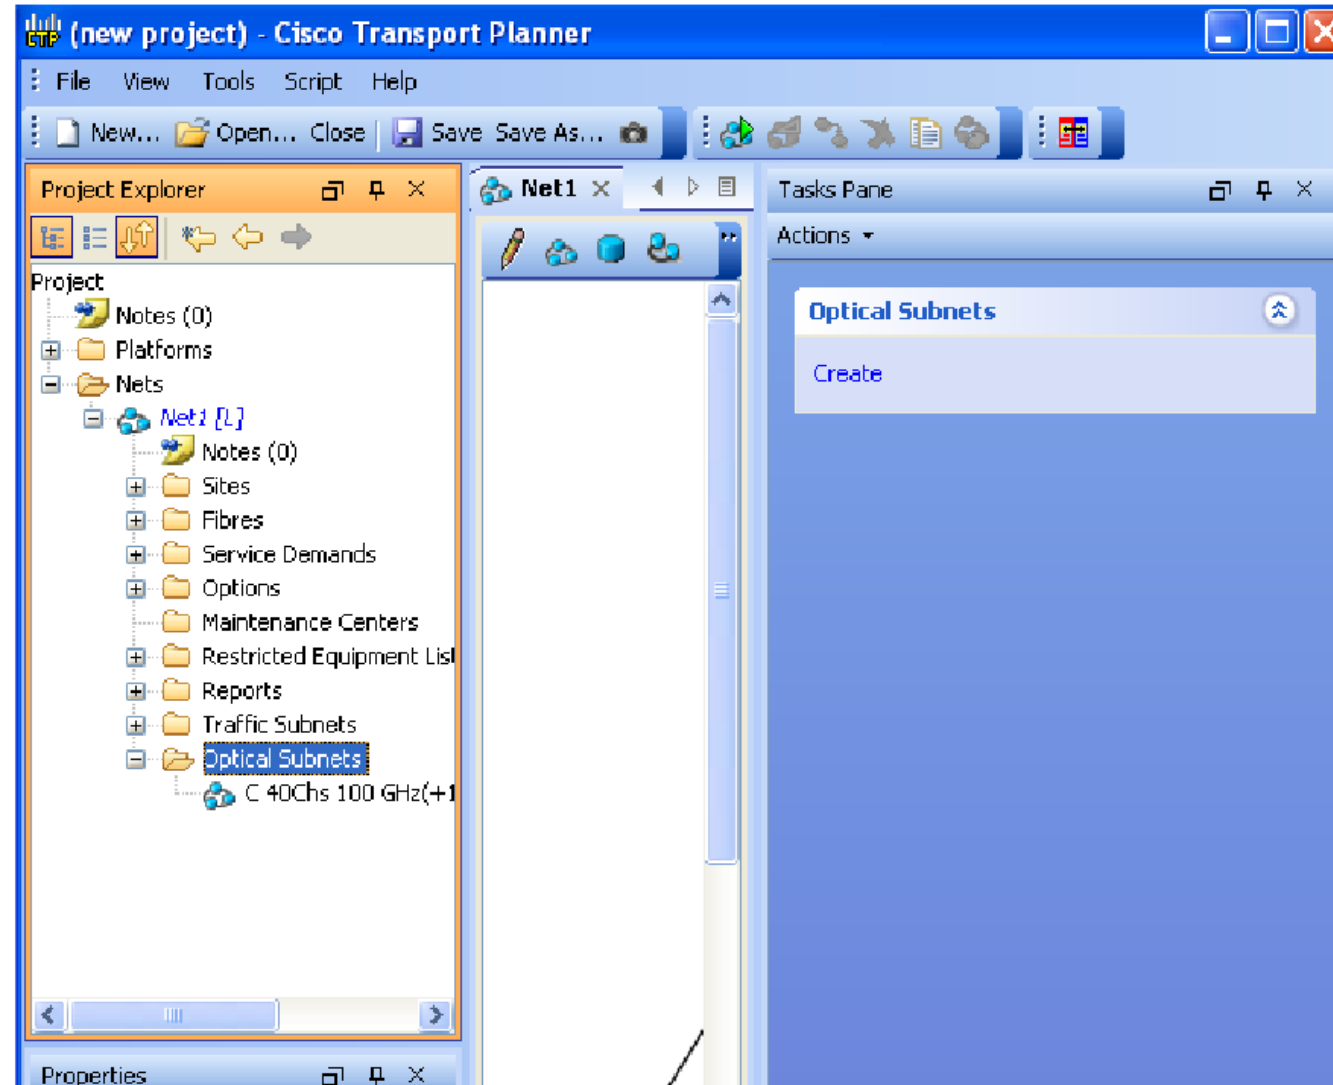 CTP (new project) - Cisco Transport Planner
File View Tools Script Help
New... Open... Close Save Save As...
Project Explorer
Project
Notes (0)
Platforms
Nets
Net1 [L]
Notes (0)
Sites
Fibres
Service Demands
Options
Maintenance Centers
Restricted Equipment List
Reports
Traffic Subnets
Optical Subnets
C 40Chs 100 GHz(+1
Properties
Net1
Tasks Pane
Actions
Optical Subnets
Create